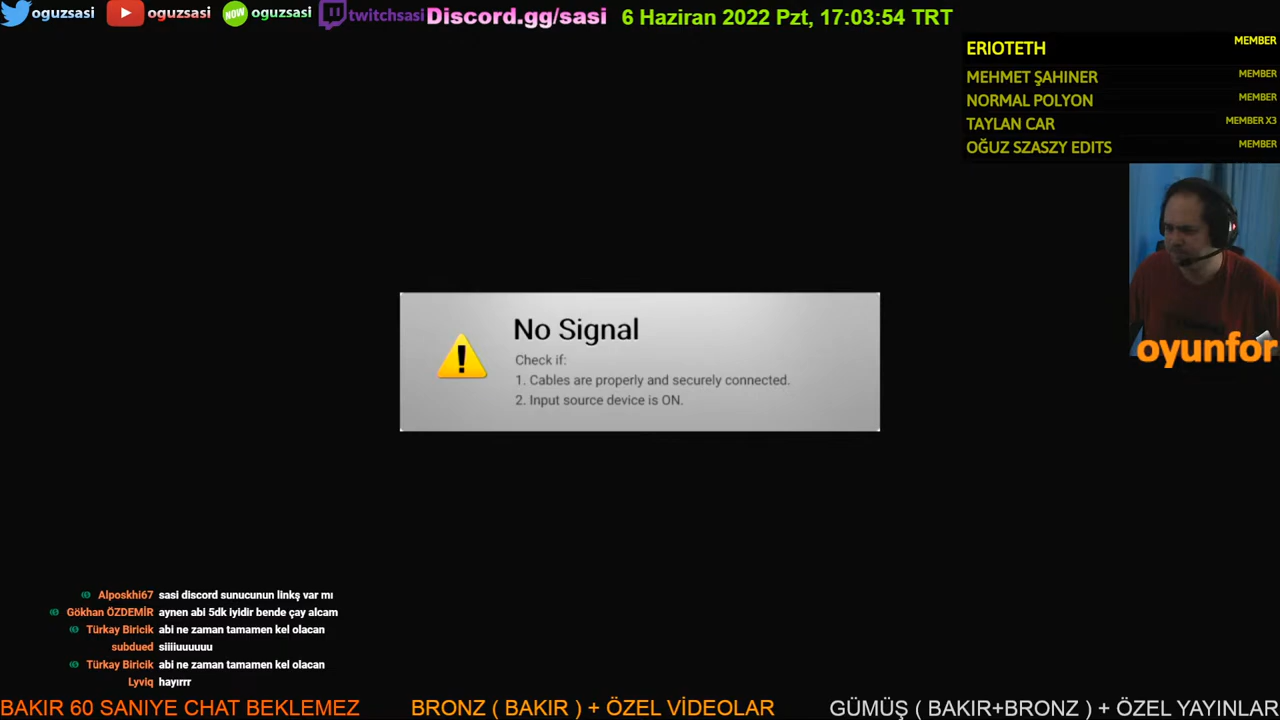 oguzsasi oguzsasi NOW oguzsasi twitchsasi Discord.gg/sasi 6 Haziran 2022 Pzt, 17:03:54 TRT
ERIOTETH MEMBER
MEHMET ŞAHINER MEMBER
NORMAL POLYON MEMBER
TAYLAN CAR MEMBER X3
OĞUZ SZASZY EDITS MEMBER
oyunfor
No Signal
Check if:
1. Cables are properly and securely connected.
2. Input source device is ON.
Alposkhi67 sasi discord sunucunun linkş var mı
Gökhan ÖZDEMİR aynen abi 5dk iyidir bende çay alcam
Türkay Biricik abi ne zaman tamamen kel olacan
subdued siiiiuuuuuu
Türkay Biricik abi ne zaman tamamen kel olacan
Lyviq hayırrr
BAKIR 60 SANIYE CHAT BEKLEMEZ BRONZ ( BAKIR ) + ÖZEL VİDEOLAR GÜMÜŞ ( BAKIR+BRONZ ) + ÖZEL YAYINLAR